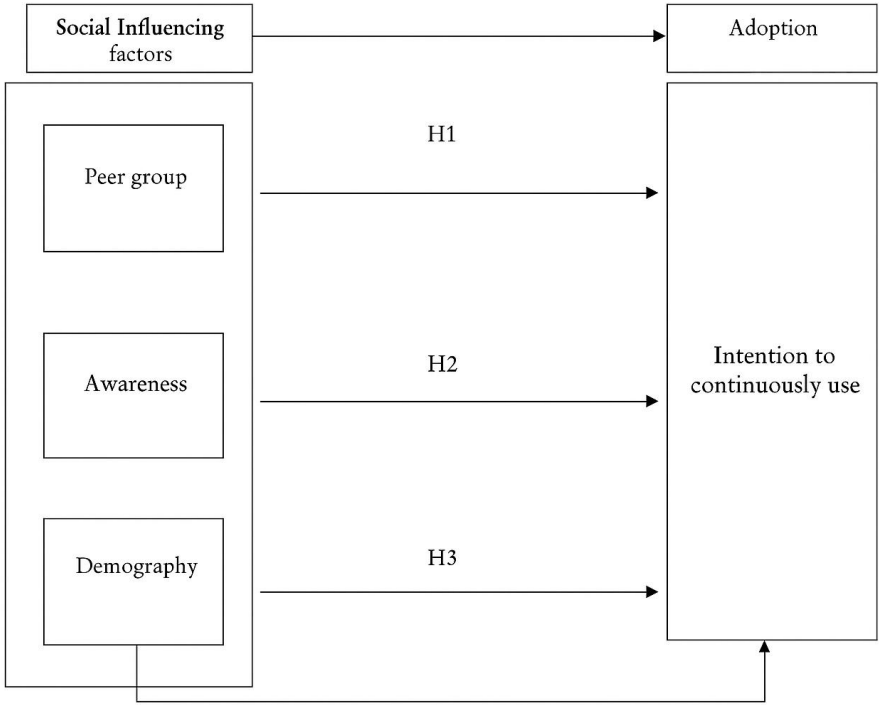 Social Influencing
factors
Adoption
Peer group
H1
Awareness
H2
Intention to
continuously use
Demography
H3